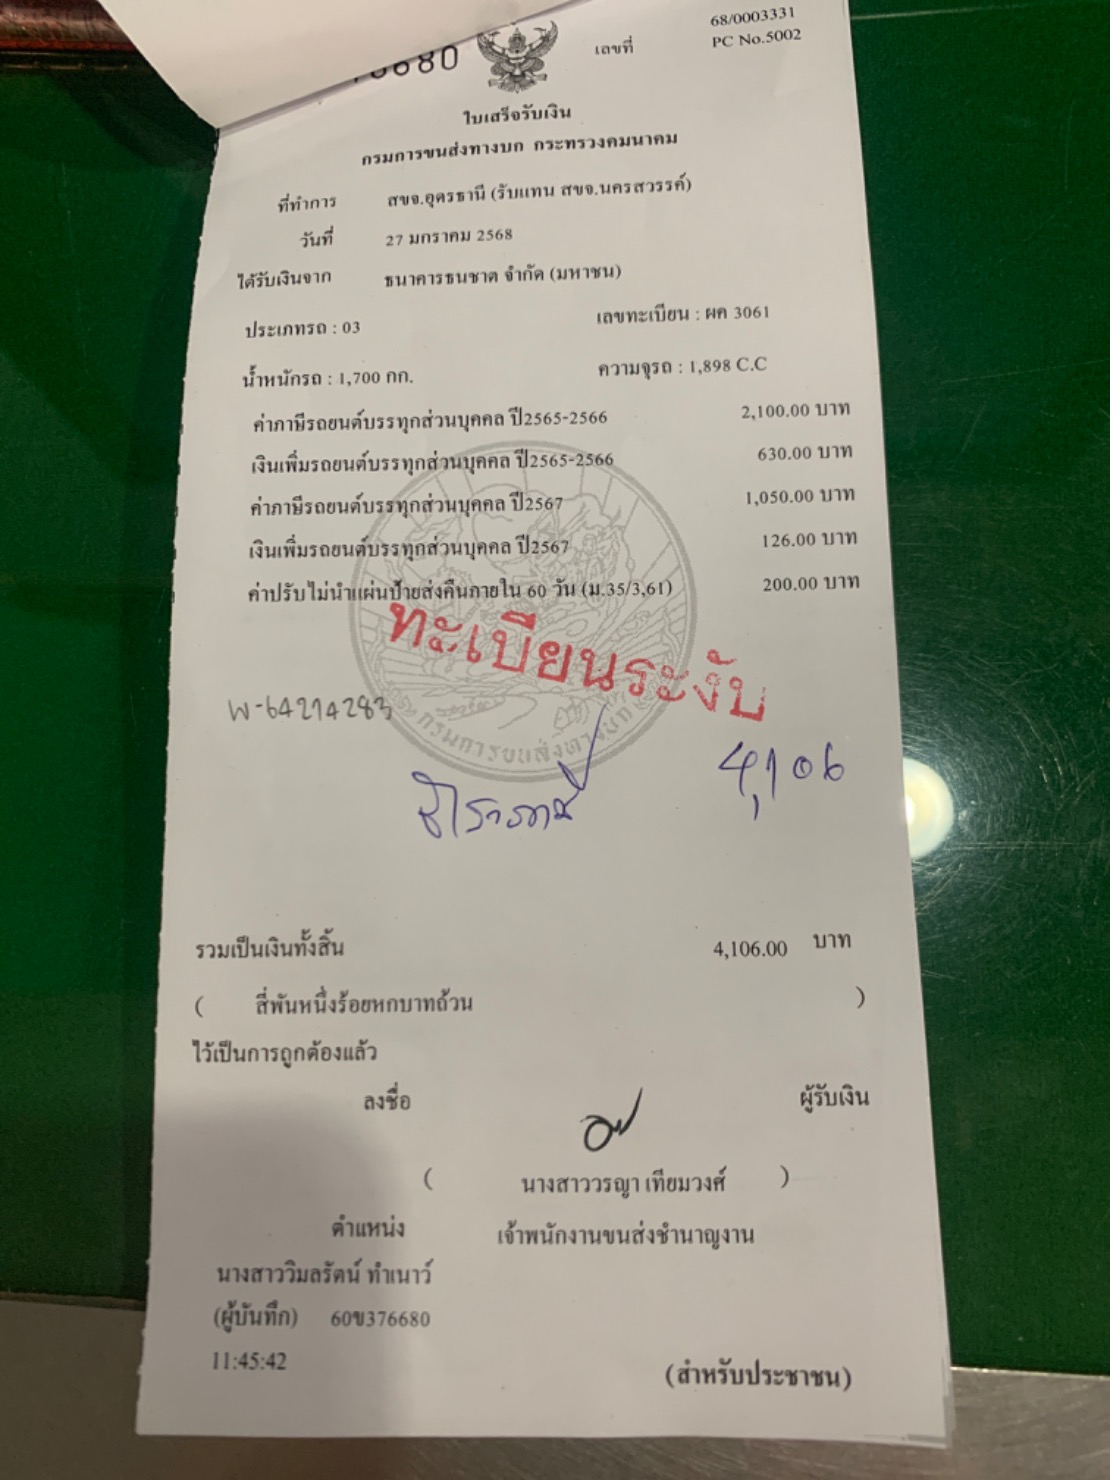 680
เลขที่ 68/0003331
PC No.5002
ใบเสร็จรับเงิน
กรมการขนส่งทางบก กระทรวงคมนาคม
ที่ทำการ สขจ.อุดรธานี (รับแทน สขจ.นครสวรรค์)
วันที่ 27 มกราคม 2568
ได้รับเงินจาก ธนาคารธนชาต จำกัด (มหาชน)
ประเภทรถ : 03 เลขทะเบียน : ผค 3061
น้ำหนักรถ : 1,700 กก. ความจุรถ : 1,898 C.C
ค่าภาษีรถยนต์บรรทุกส่วนบุคคล ปี2565-2566 2,100.00 บาท
เงินเพิ่มรถยนต์บรรทุกส่วนบุคคล ปี2565-2566 630.00 บาท
ค่าภาษีรถยนต์บรรทุกส่วนบุคคล ปี2567 1,050.00 บาท
เงินเพิ่มรถยนต์บรรทุกส่วนบุคคล ปี2567 126.00 บาท
ค่าปรับไม่นำแผ่นป้ายส่งคืนภายใน 60 วัน (ม.35/3,61) 200.00 บาท
ทะเบียนระงับ
W-64214283
กรมการขนส่งทางบก
4,106
รวมเป็นเงินทั้งสิ้น 4,106.00 บาท
( สี่พันหนึ่งร้อยหกบาทถ้วน )
ไว้เป็นการถูกต้องแล้ว
ลงชื่อ ผู้รับเงิน
( นางสาววรญา เทียมวงศ์ )
ตำแหน่ง เจ้าพนักงานขนส่งชำนาญงาน
นางสาววิมลรัตน์ ทำเนาว์
(ผู้บันทึก) 60ข376680
11:45:42
(สำหรับประชาชน)